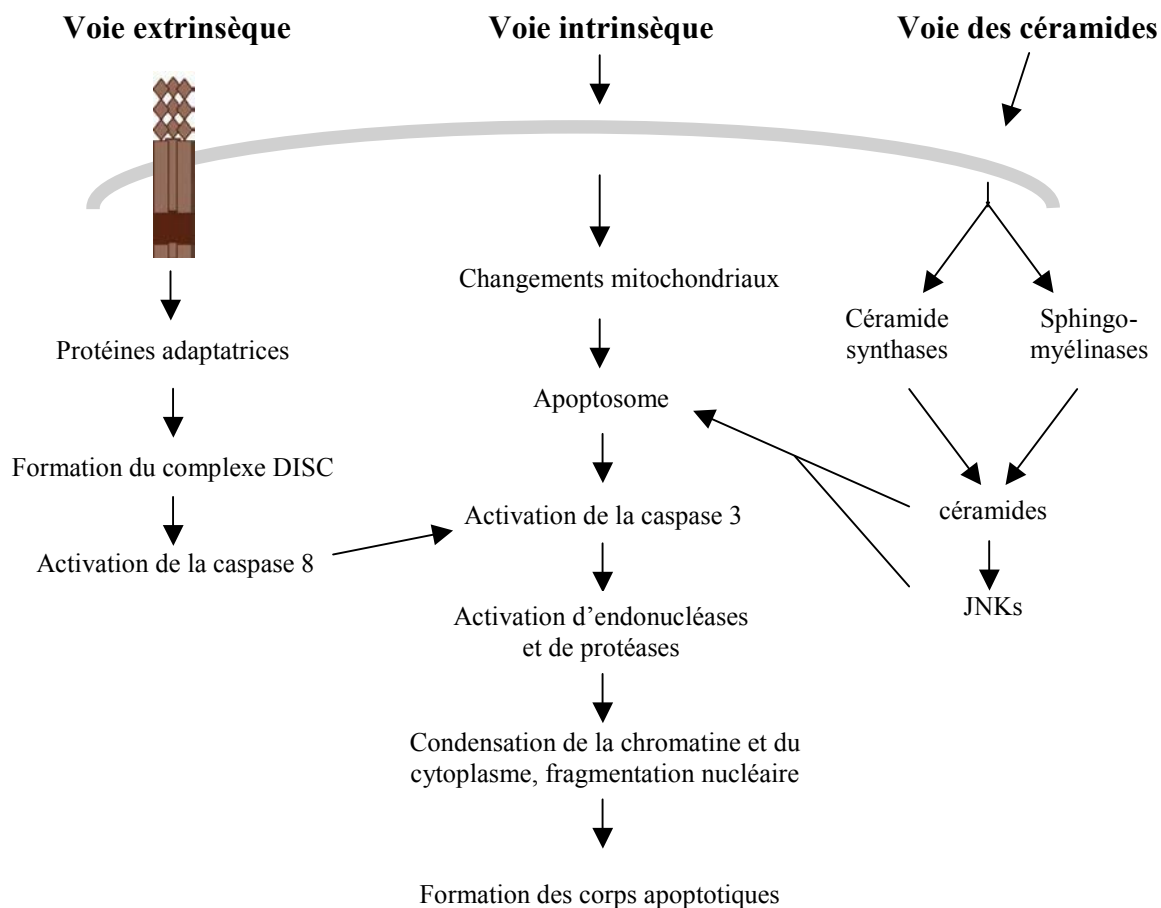 Voie extrinsèque
Voie intrinsèque
Voie des céramides
Changements mitochondriaux
Céramide
synthases
Sphingo-
myélinases
Protéines adaptatrices
Apoptosome
Formation du complexe DISC
Activation de la caspase 3
céramides
Activation de la caspase 8
JNKs
Activation d’endonucléases
et de protéases
Condensation de la chromatine et du
cytoplasme, fragmentation nucléaire
Formation des corps apoptotiques